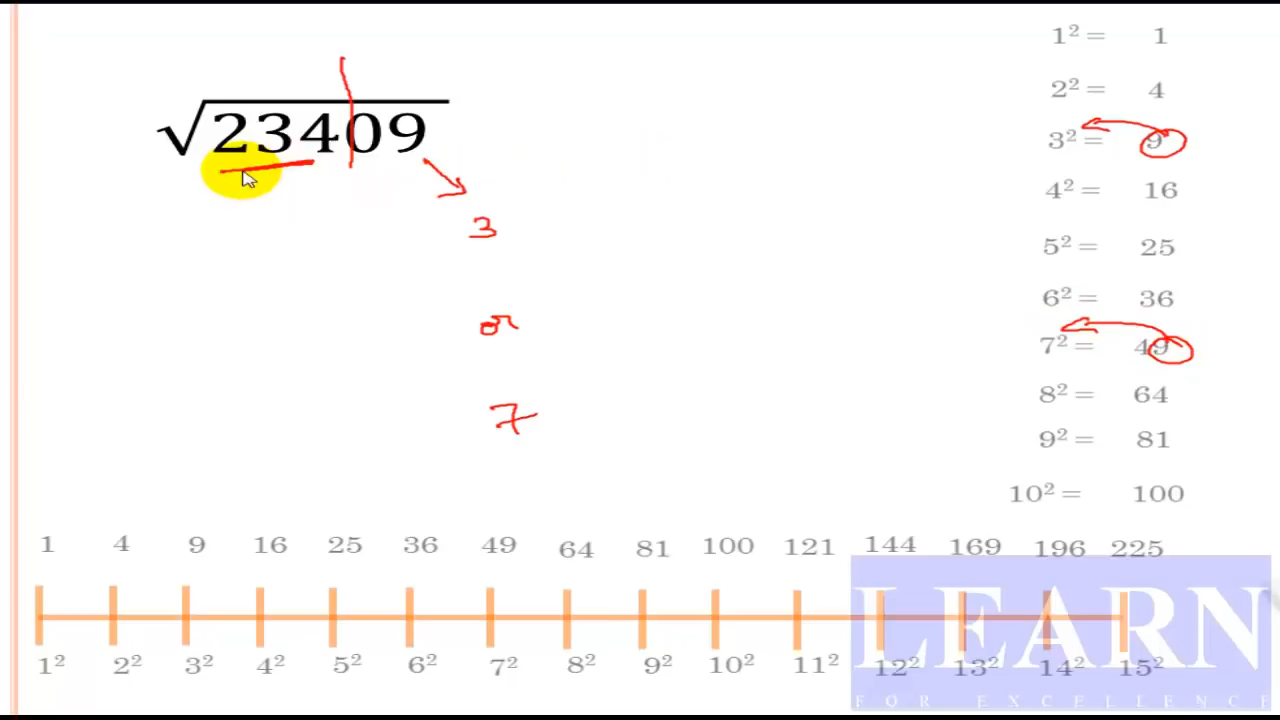 √23409
3
or
7
1² = 1
2² = 4
3² = 9
4² = 16
5² = 25
6² = 36
7² = 49
8² = 64
9² = 81
10² = 100
1 4 9 16 25 36 49 64 81 100 121 144 169 196 225
1² 2² 3² 4² 5² 6² 7² 8² 9² 10² 11² 12² 13² 14² 15²
LEARN
FOR EXCELLENCE